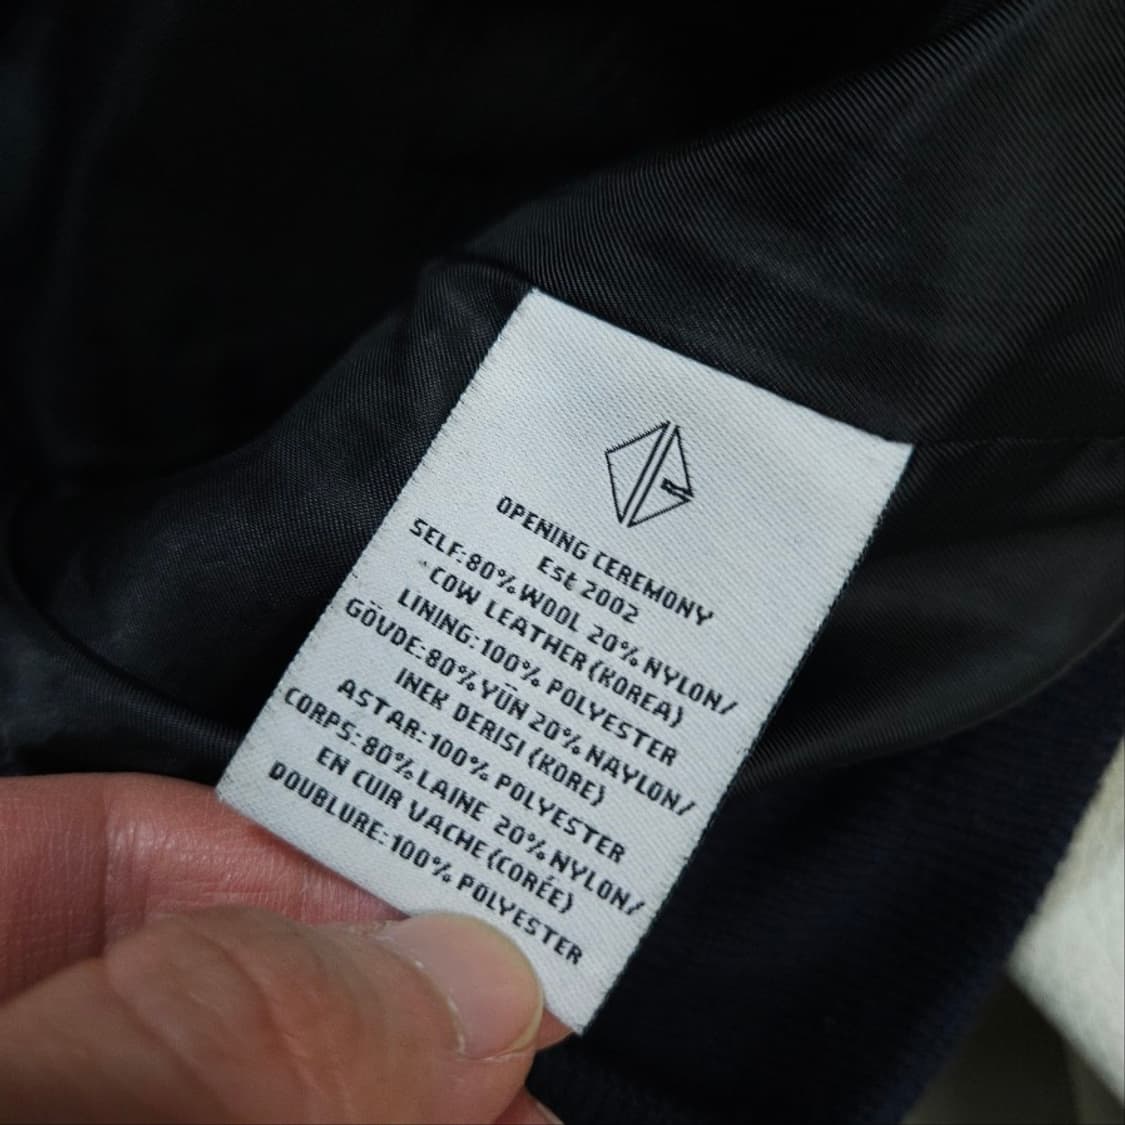 OPENING CEREMONY
Est 2002
SELF:80%WOOL 20%NYLON/
COW LEATHER(KOREA)
LINING:100% POLYESTER
GÖVDE:80%YÜN 20%NAYLON/
INEK DERISI (KORE)
ASTAR:100% POLYESTER
CORPS:80%LAINE 20%NYLON/
EN CUIR VACHE(CORÉE)
DOUBLURE:100% POLYESTER